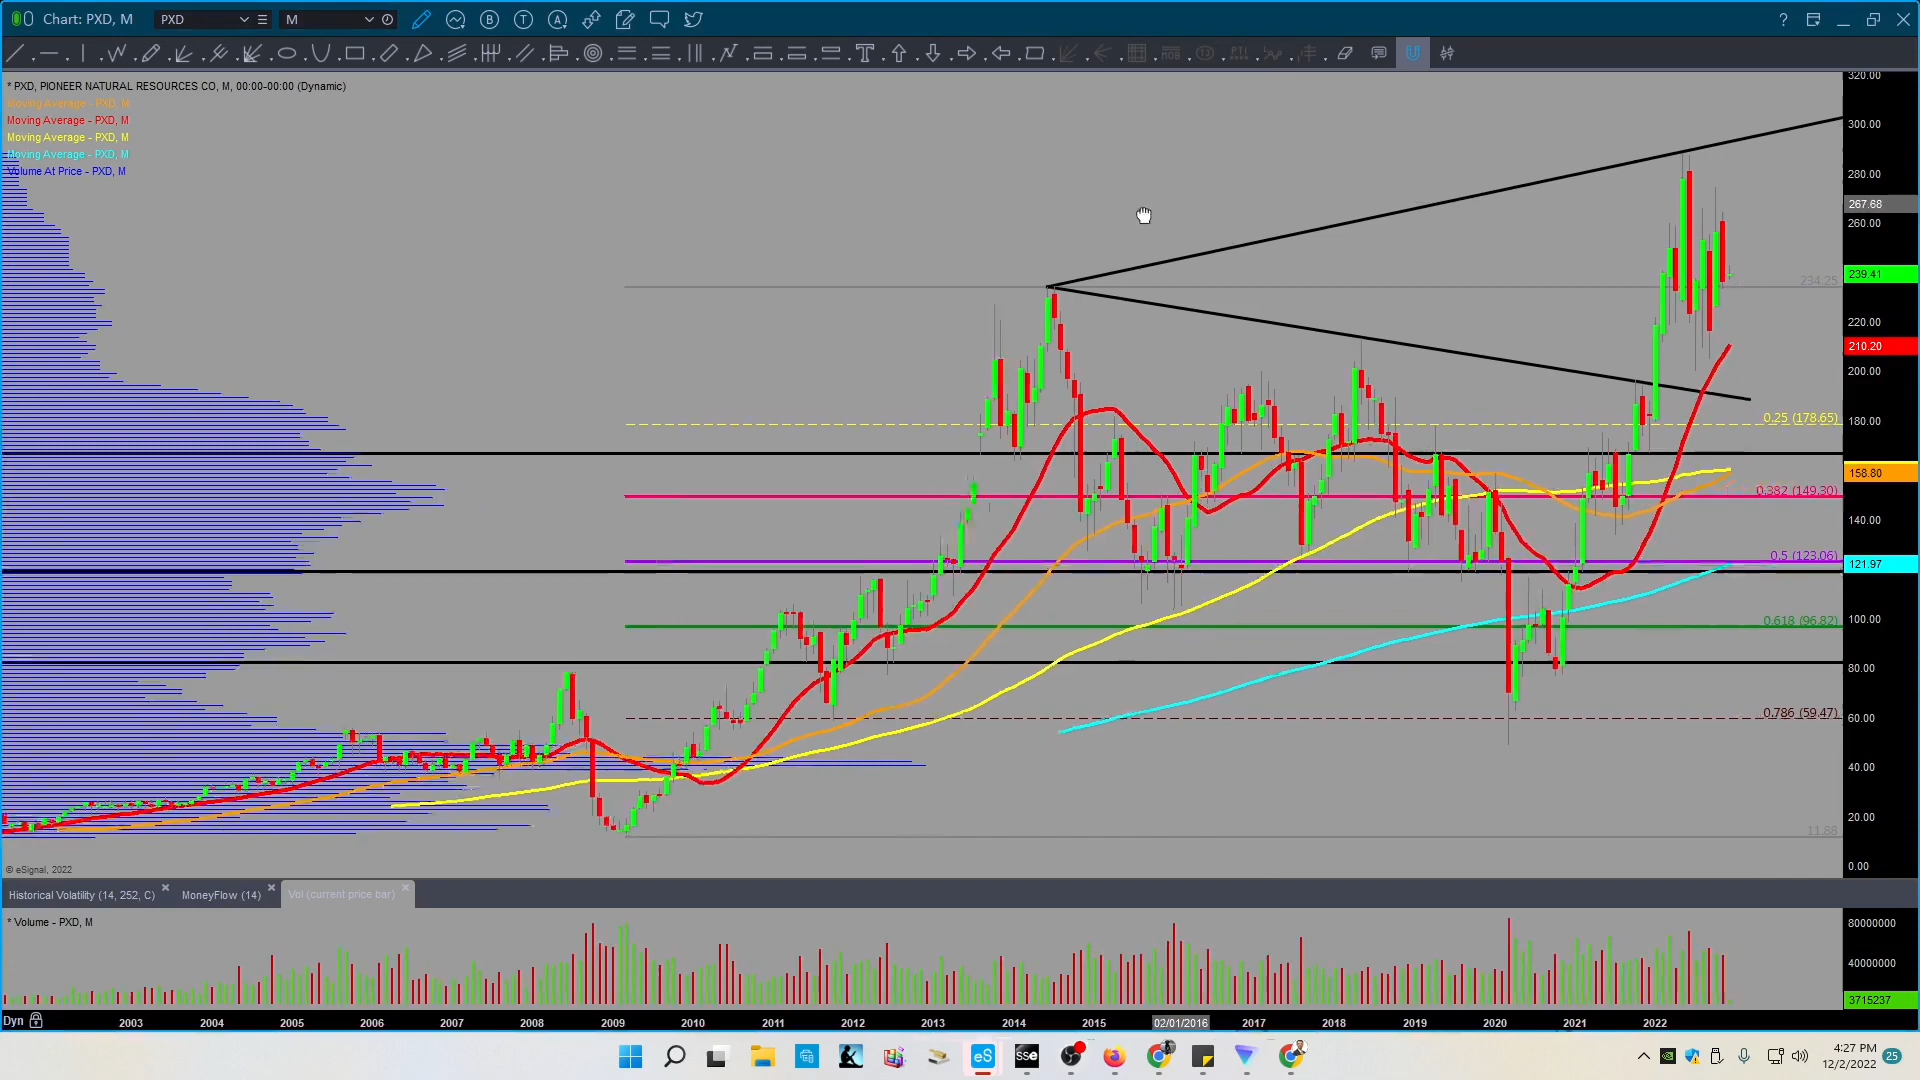 Chart: PXD, M
PXD
M
* PXD, PIONEER NATURAL RESOURCES CO, M, 00:00-00:00 (Dynamic)
Moving Average - PXD, M
Moving Average - PXD, M
Moving Average - PXD, M
Moving Average - PXD, M
Volume At Price - PXD, M
320.00
300.00
280.00
267.68
260.00
239.41
234.25
220.00
210.20
200.00
0.25 (178.65)
180.00
158.80
0.382 (149.30)
140.00
0.5 (123.06)
121.97
0.618 (96.82)
100.00
80.00
0.786 (59.47)
60.00
40.00
20.00
11.88
0.00
© eSignal, 2022
Historical Volatility (14, 252, C)
MoneyFlow (14)
Vol (current price bar)
* Volume - PXD, M
80000000
40000000
3715237
Dyn
2003 2004 2005 2006 2007 2008 2009 2010 2011 2012 2013 2014 2015 02/01/2016 2017 2018 2019 2020 2021 2022
eS
sse
4:27 PM
12/2/2022
25